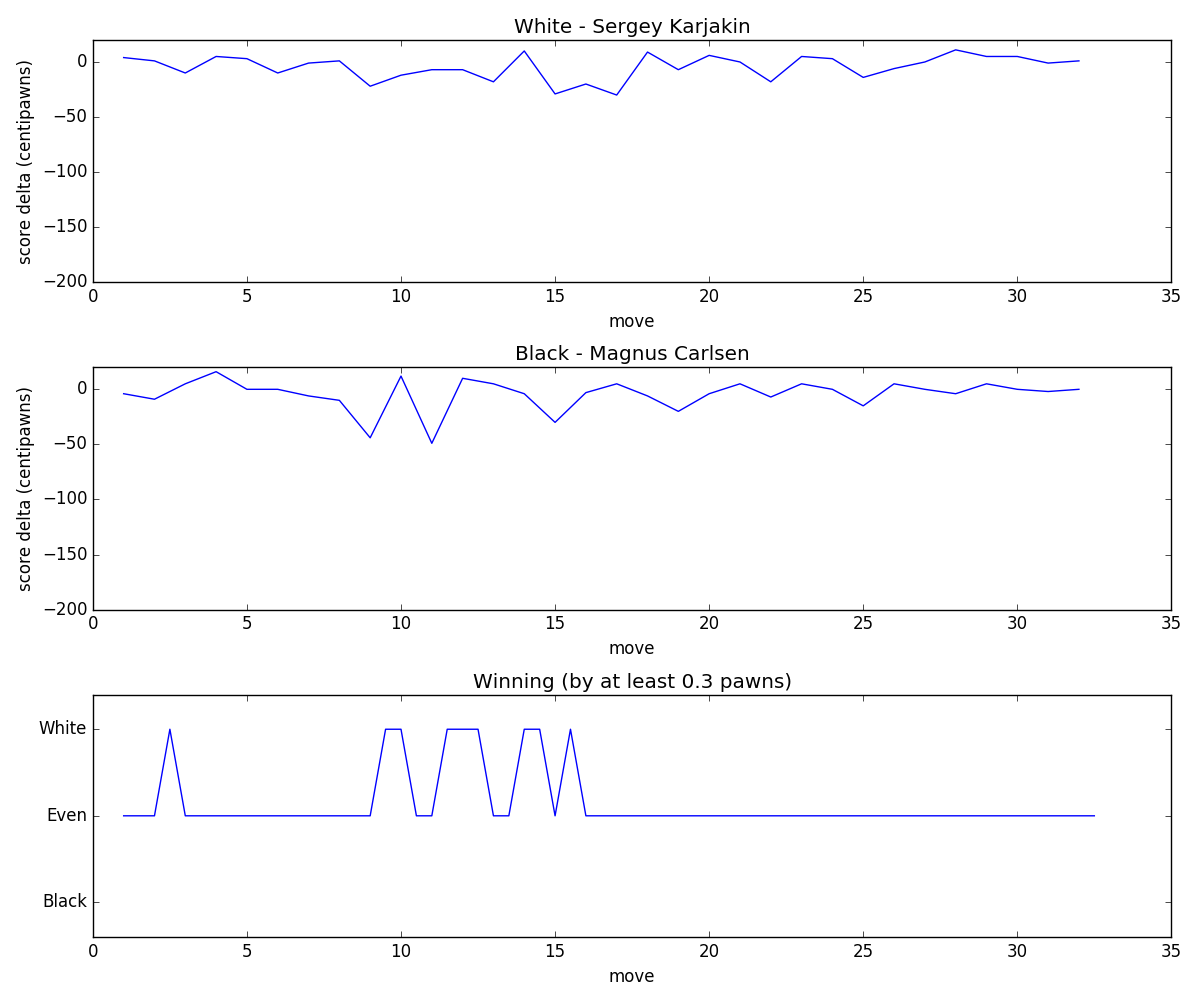 White - Sergey Karjakin
score delta (centipawns)
0
−50
−100
−150
−200
0 5 10 15 20 25 30 35
move
Black - Magnus Carlsen
score delta (centipawns)
0
−50
−100
−150
−200
0 5 10 15 20 25 30 35
move
Winning (by at least 0.3 pawns)
White
Even
Black
0 5 10 15 20 25 30 35
move